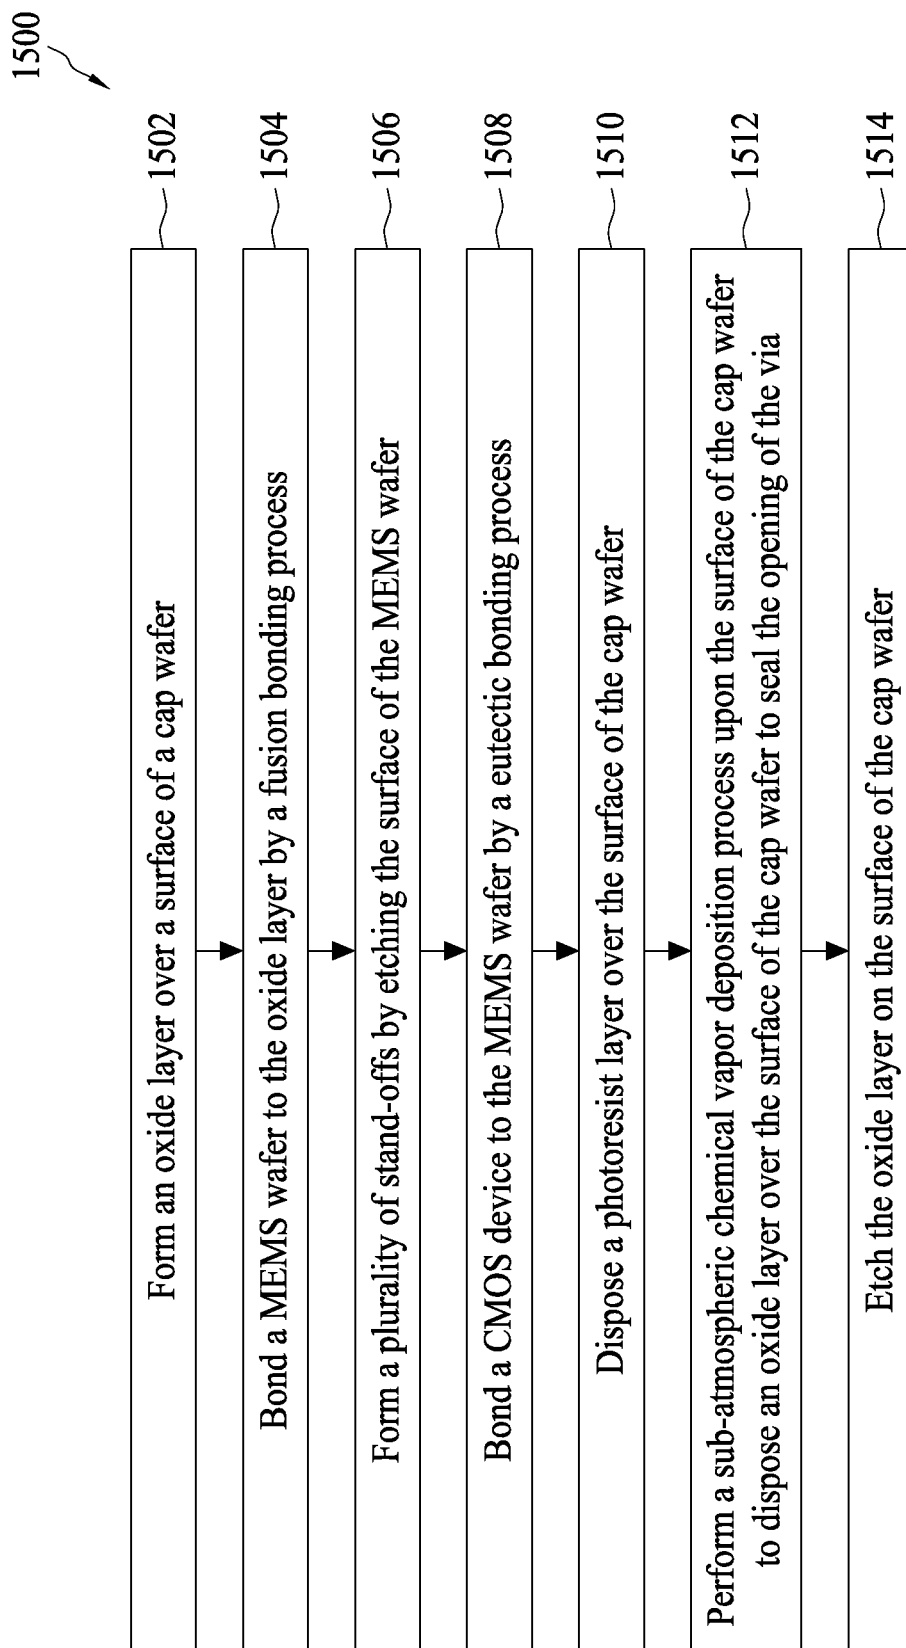 1500
Form an oxide layer over a surface of a cap wafer
1502
Bond a MEMS wafer to the oxide layer by a fusion bonding process
1504
Form a plurality of stand-offs by etching the surface of the MEMS wafer
1506
Bond a CMOS device to the MEMS wafer by a eutectic bonding process
1508
Dispose a photoresist layer over the surface of the cap wafer
1510
Perform a sub-atmospheric chemical vapor deposition process upon the surface of the cap wafer
to dispose an oxide layer over the surface of the cap wafer to seal the opening of the via
1512
Etch the oxide layer on the surface of the cap wafer
1514